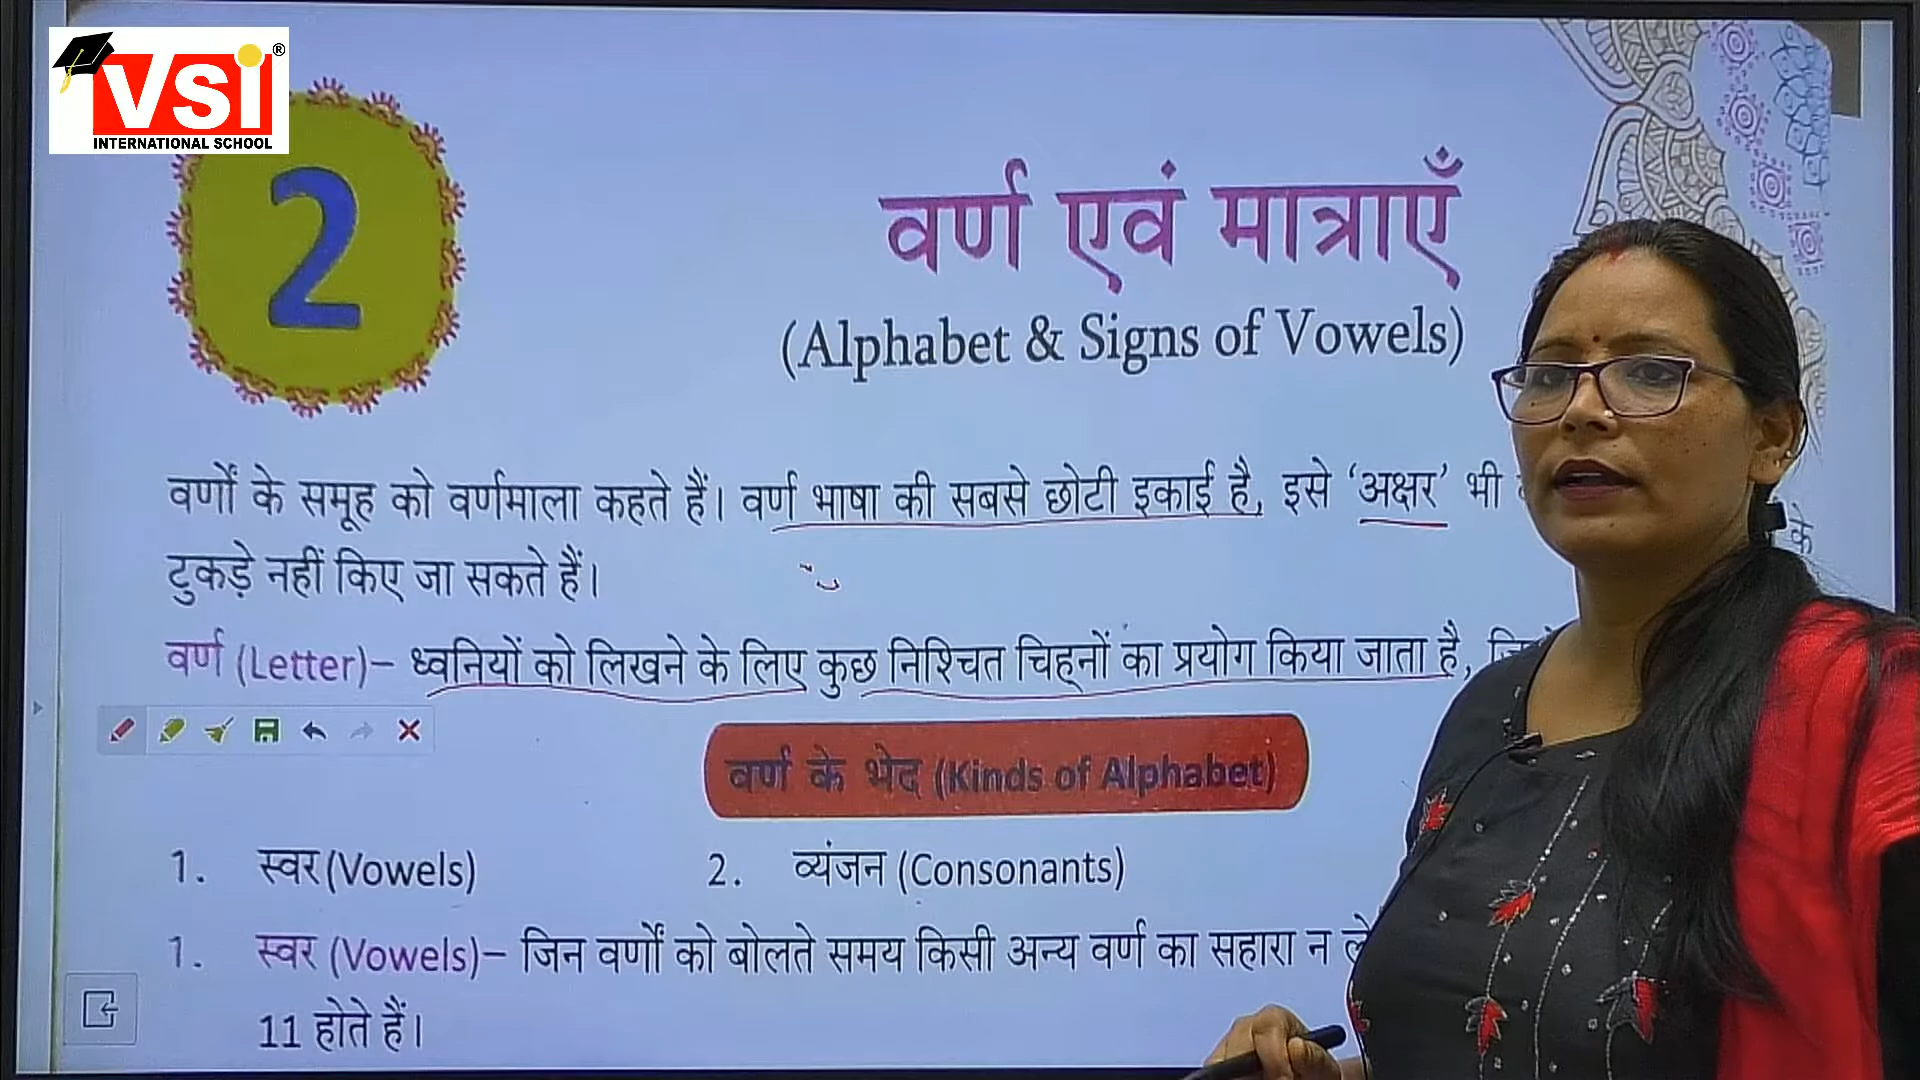 VSI ®
INTERNATIONAL SCHOOL
2
वर्ण एवं मात्राएँ
(Alphabet & Signs of Vowels)
वर्णों के समूह को वर्णमाला कहते हैं। वर्ण भाषा की सबसे छोटी इकाई है, इसे ‘अक्षर’ भी के
टुकड़े नहीं किए जा सकते हैं।
वर्ण (Letter)– ध्वनियों को लिखने के लिए कुछ निश्चित चिह्नों का प्रयोग किया जाता है,
वर्ण के भेद (Kinds of Alphabet)
1. स्वर (Vowels) 2. व्यंजन (Consonants)
1. स्वर (Vowels)– जिन वर्णों को बोलते समय किसी अन्य वर्ण का सहारा न
11 होते हैं।